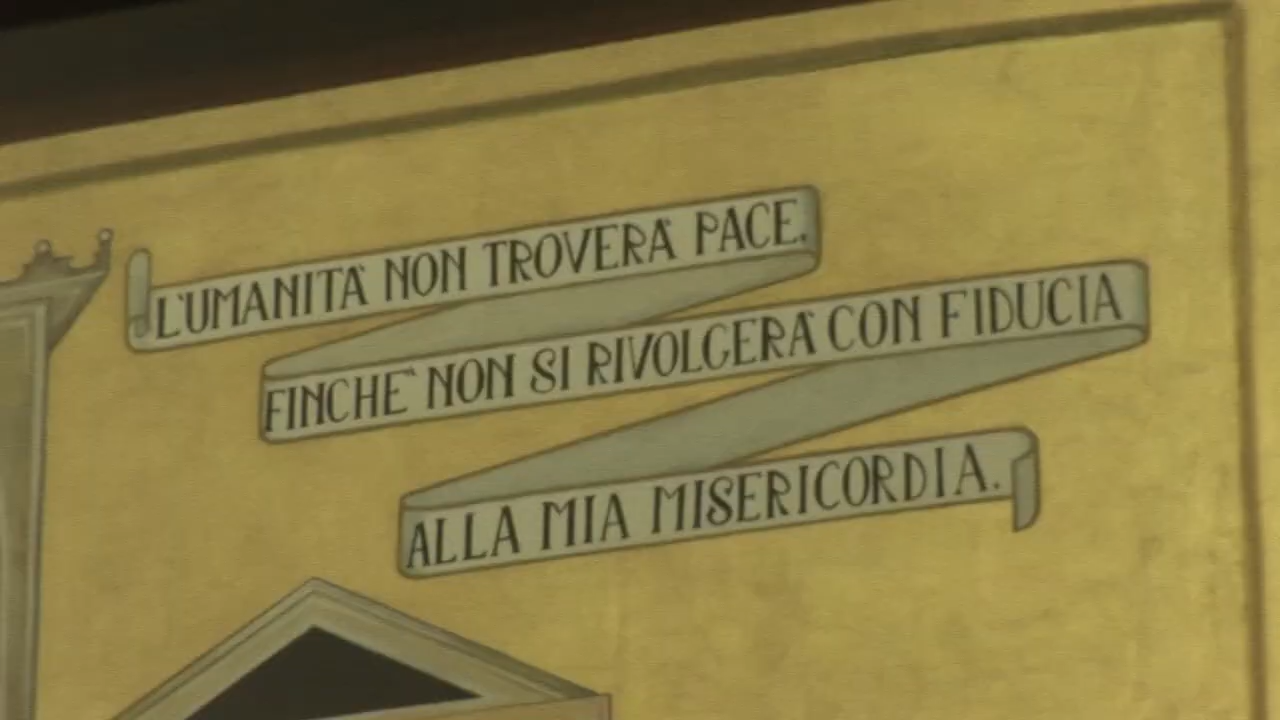 L'UMANITÀ NON TROVERÀ PACE,
FINCHÈ NON SI RIVOLGERÀ CON FIDUCIA
ALLA MIA MISERICORDIA.